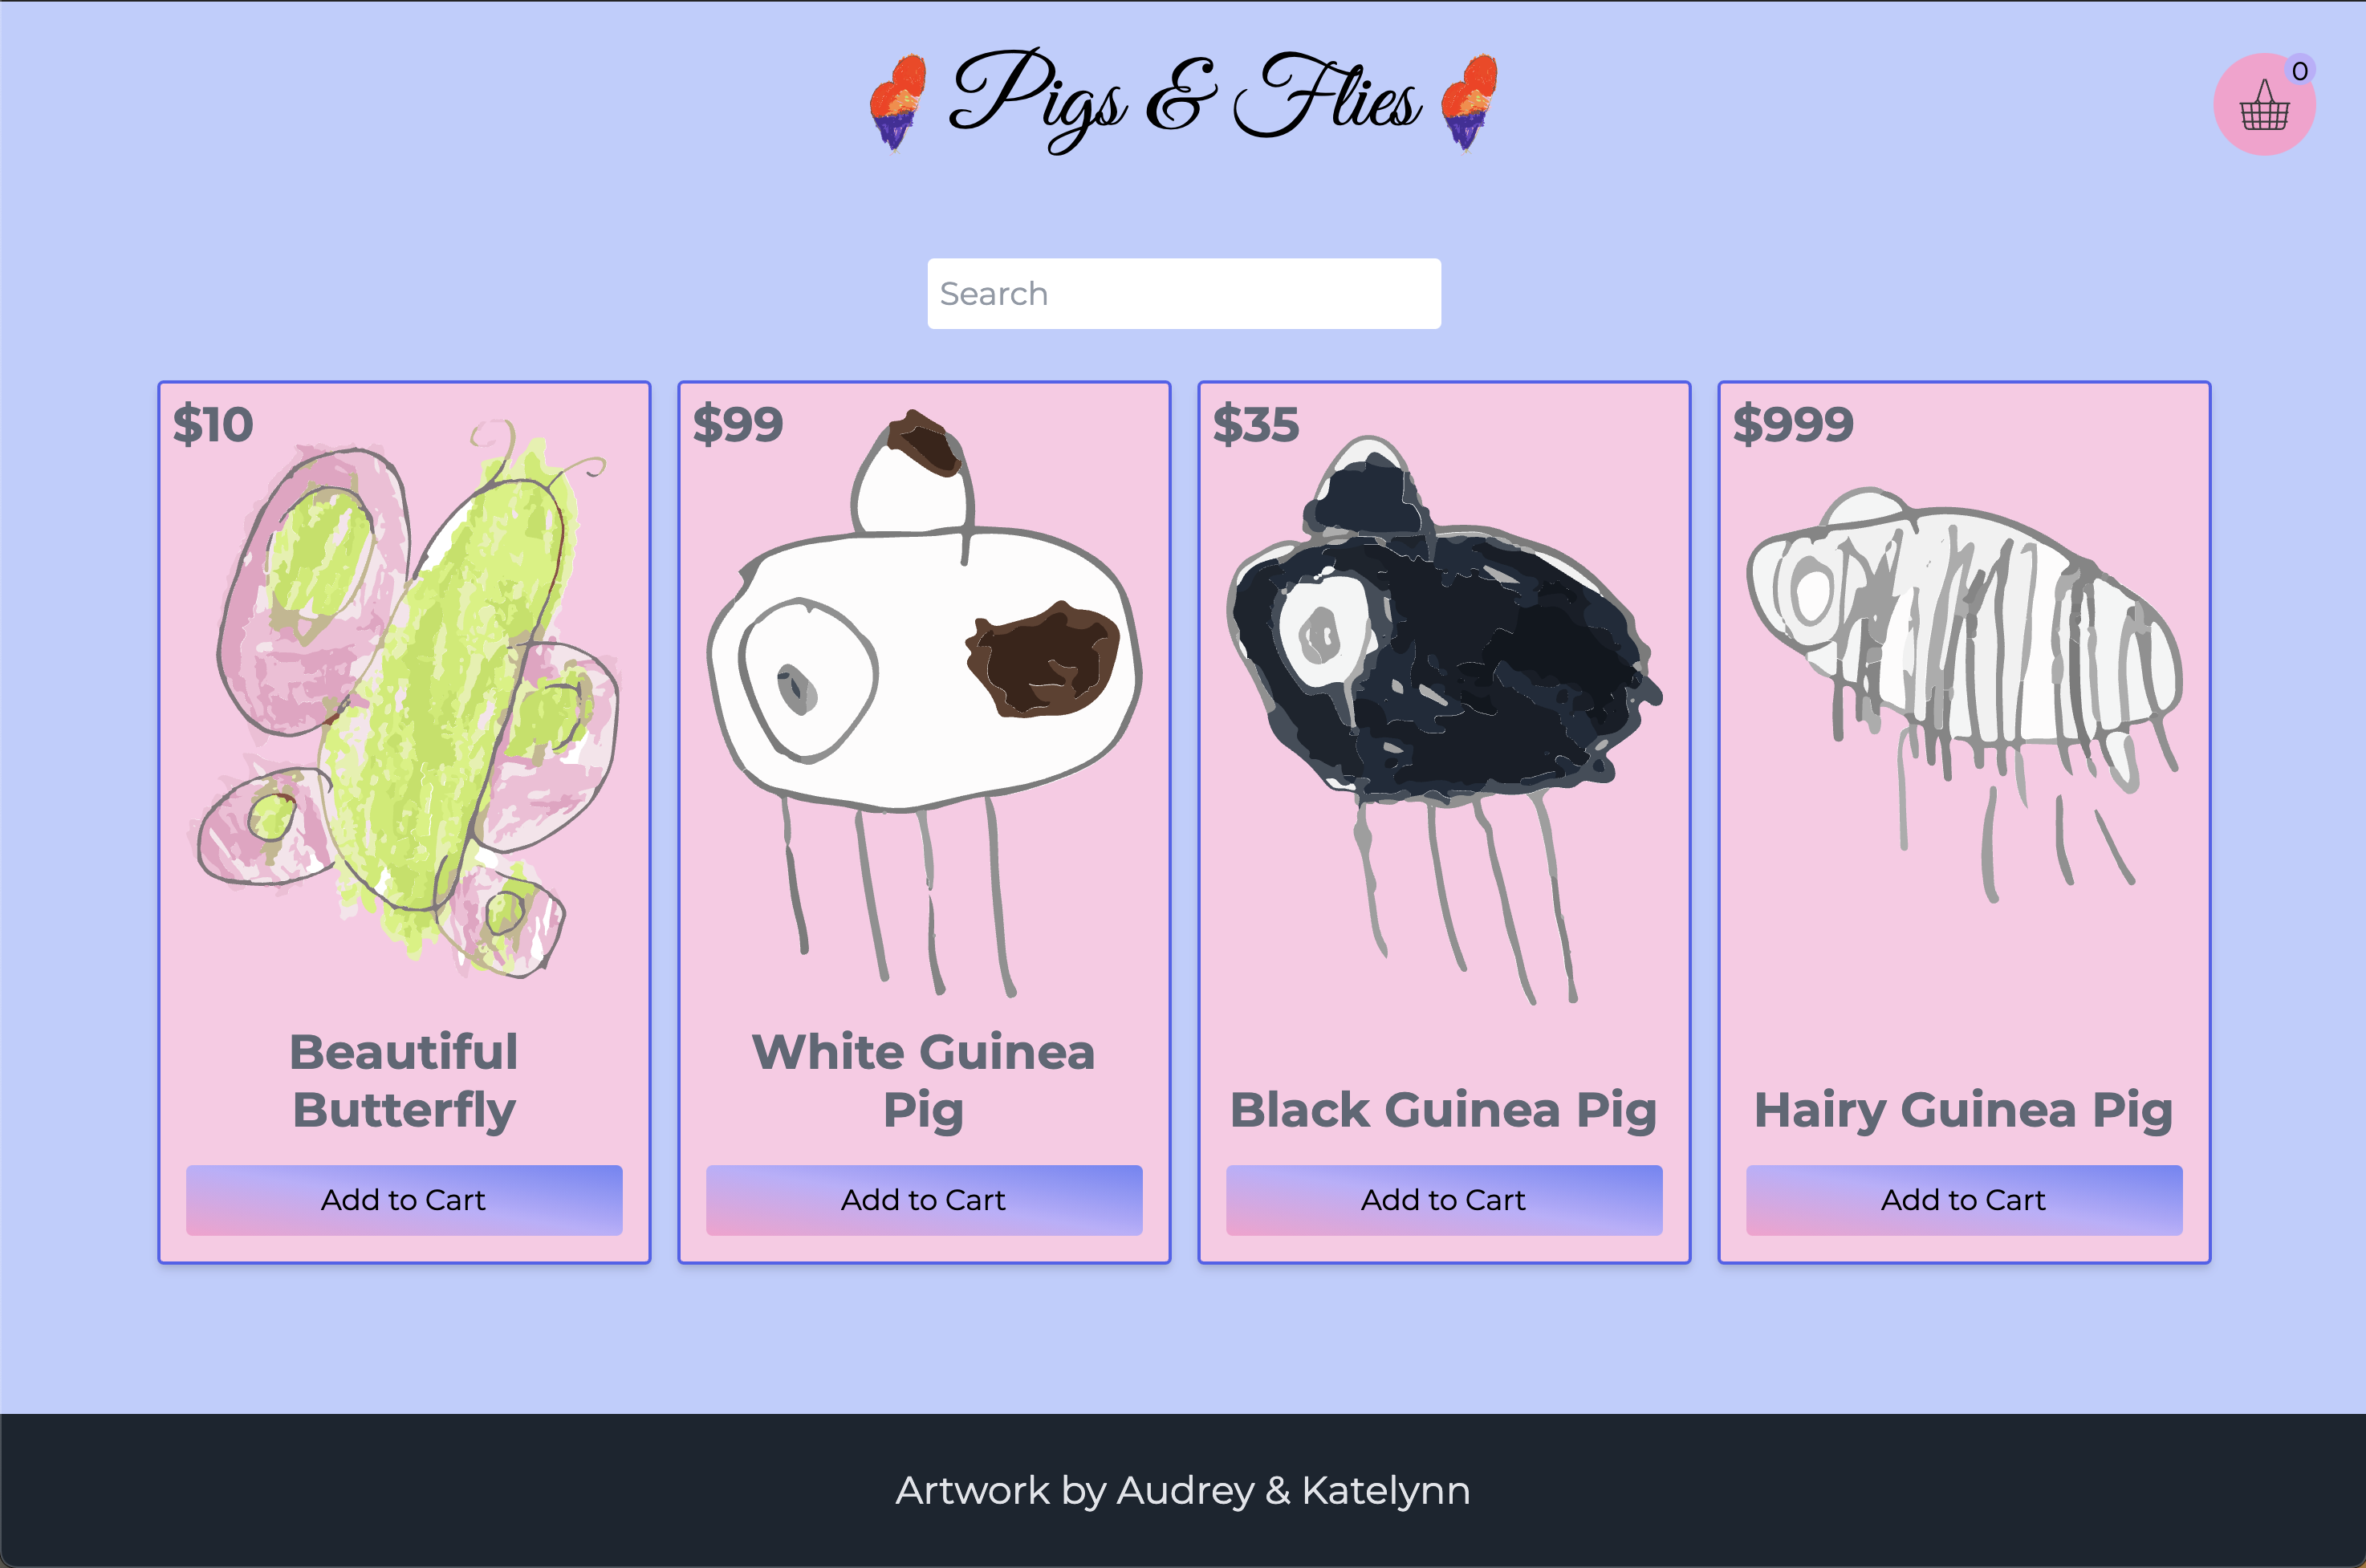 Pigs & Flies
0
Search
$10
$99
$35
$999
Beautiful
Butterfly
White Guinea
Pig
Black Guinea Pig
Hairy Guinea Pig
Add to Cart
Add to Cart
Add to Cart
Add to Cart
Artwork by Audrey & Katelynn